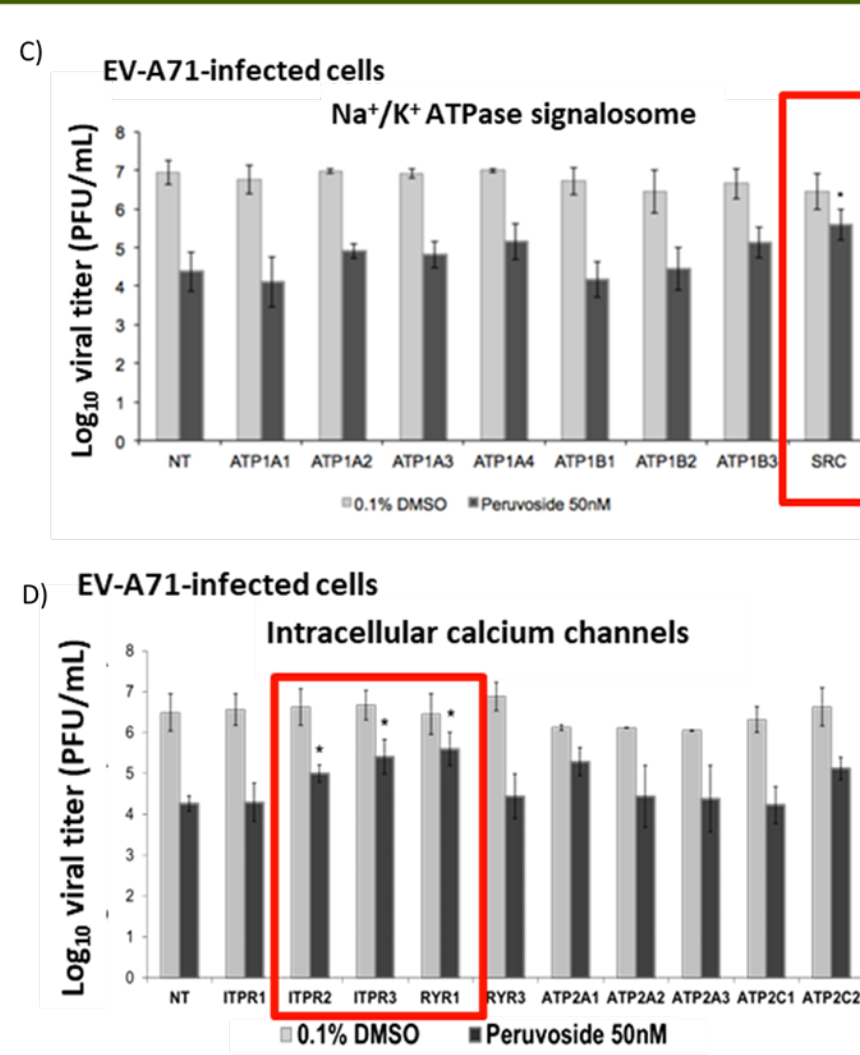 C)
EV-A71-infected cells
Na⁺/K⁺ ATPase signalosome
Log₁₀ viral titer (PFU/mL)
8
7
6
5
4
3
2
1
0
*
NT ATP1A1 ATP1A2 ATP1A3 ATP1A4 ATP1B1 ATP1B2 ATP1B3 SRC
0.1% DMSO Peruvoside 50nM
D)
EV-A71-infected cells
Intracellular calcium channels
Log₁₀ viral titer (PFU/mL)
8
7
6
5
4
3
2
1
0
* * *
NT ITPR1 ITPR2 ITPR3 RYR1 RYR3 ATP2A1 ATP2A2 ATP2A3 ATP2C1 ATP2C2
0.1% DMSO Peruvoside 50nM